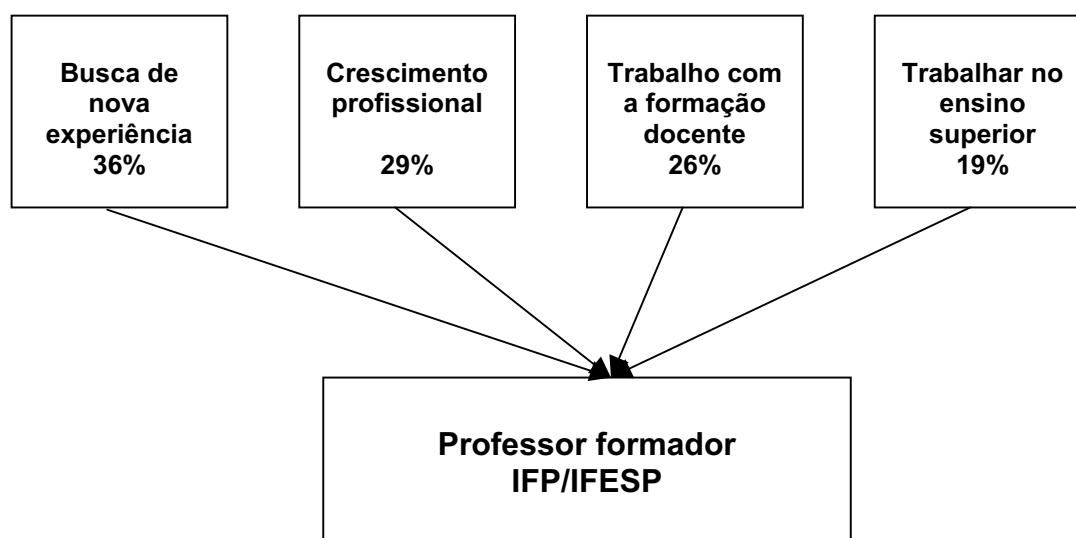 Busca de
nova
experiência
36%
Crescimento
profissional
29%
Trabalho com
a formação
docente
26%
Trabalhar no
ensino
superior
19%
Professor formador
IFP/IFESP